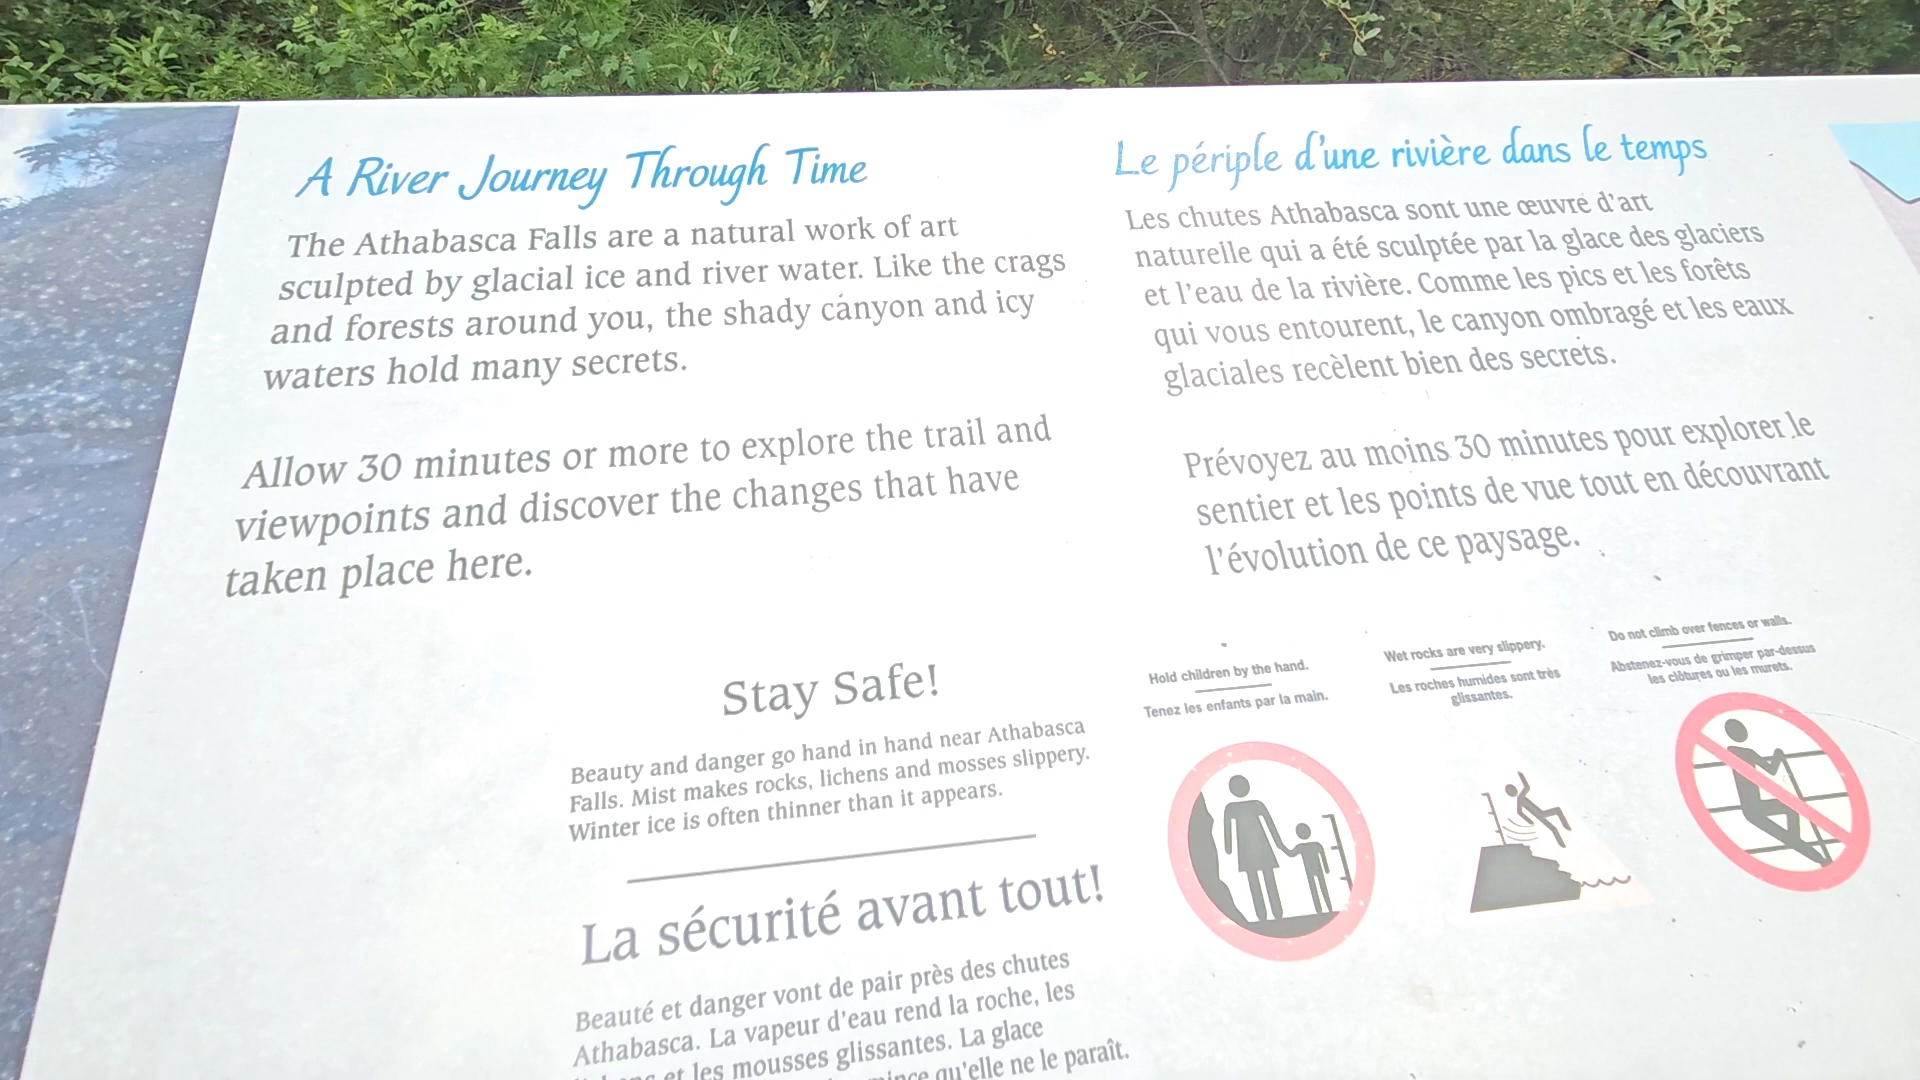 A River Journey Through Time
The Athabasca Falls are a natural work of art
sculpted by glacial ice and river water. Like the crags
and forests around you, the shady canyon and icy
waters hold many secrets.
Allow 30 minutes or more to explore the trail and
viewpoints and discover the changes that have
taken place here.
Le périple d'une rivière dans le temps
Les chutes Athabasca sont une œuvre d'art
naturelle qui a été sculptée par la glace des glaciers
et l'eau de la rivière. Comme les pics et les forêts
qui vous entourent, le canyon ombragé et les eaux
glaciales recèlent bien des secrets.
Prévoyez au moins 30 minutes pour explorer le
sentier et les points de vue tout en découvrant
l'évolution de ce paysage.
Stay Safe!
Beauty and danger go hand in hand near Athabasca
Falls. Mist makes rocks, lichens and mosses slippery.
Winter ice is often thinner than it appears.
La sécurité avant tout!
Beauté et danger vont de pair près des chutes
Athabasca. La vapeur d'eau rend la roche, les
et les mousses glissantes. La glace
qu'elle ne le paraît.
Hold children by the hand.
Tenez les enfants par la main.
Wet rocks are very slippery.
Les roches humides sont très
glissantes.
Do not climb over fences or walls.
Abstenez-vous de grimper par-dessus
les clôtures ou les murets.